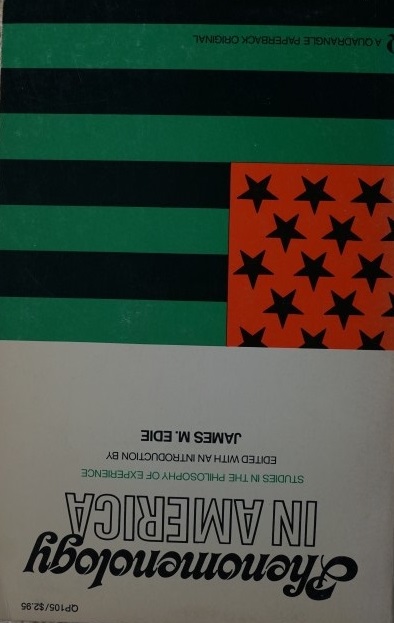 QP105/$2.95
Phenomenology
IN AMERICA
STUDIES IN THE PHILOSOPHY OF EXPERIENCE
EDITED WITH AN INTRODUCTION BY
JAMES M. EDIE
A QUADRANGLE PAPERBACK ORIGINAL